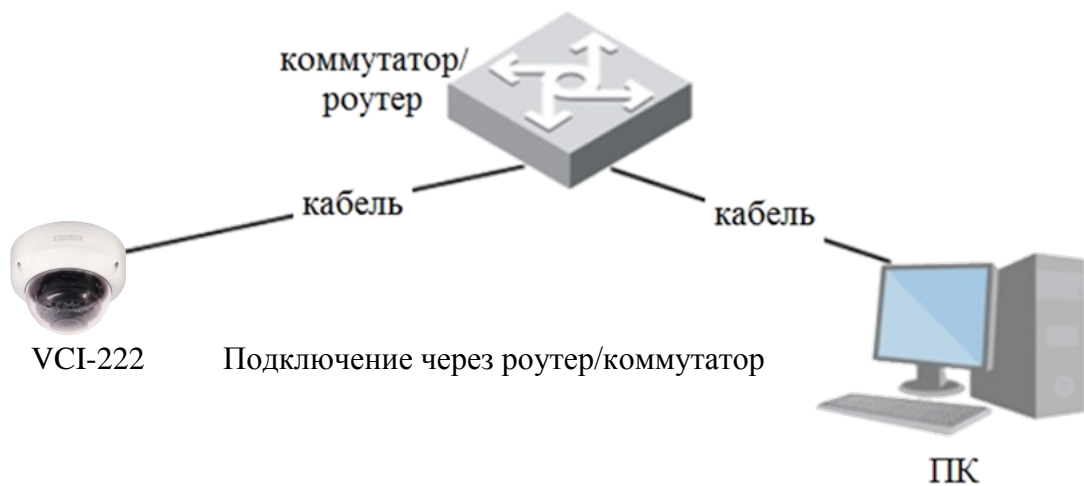 коммутатор/
роутер
кабель
кабель
VCI-222
Подключение через роутер/коммутатор
ПК